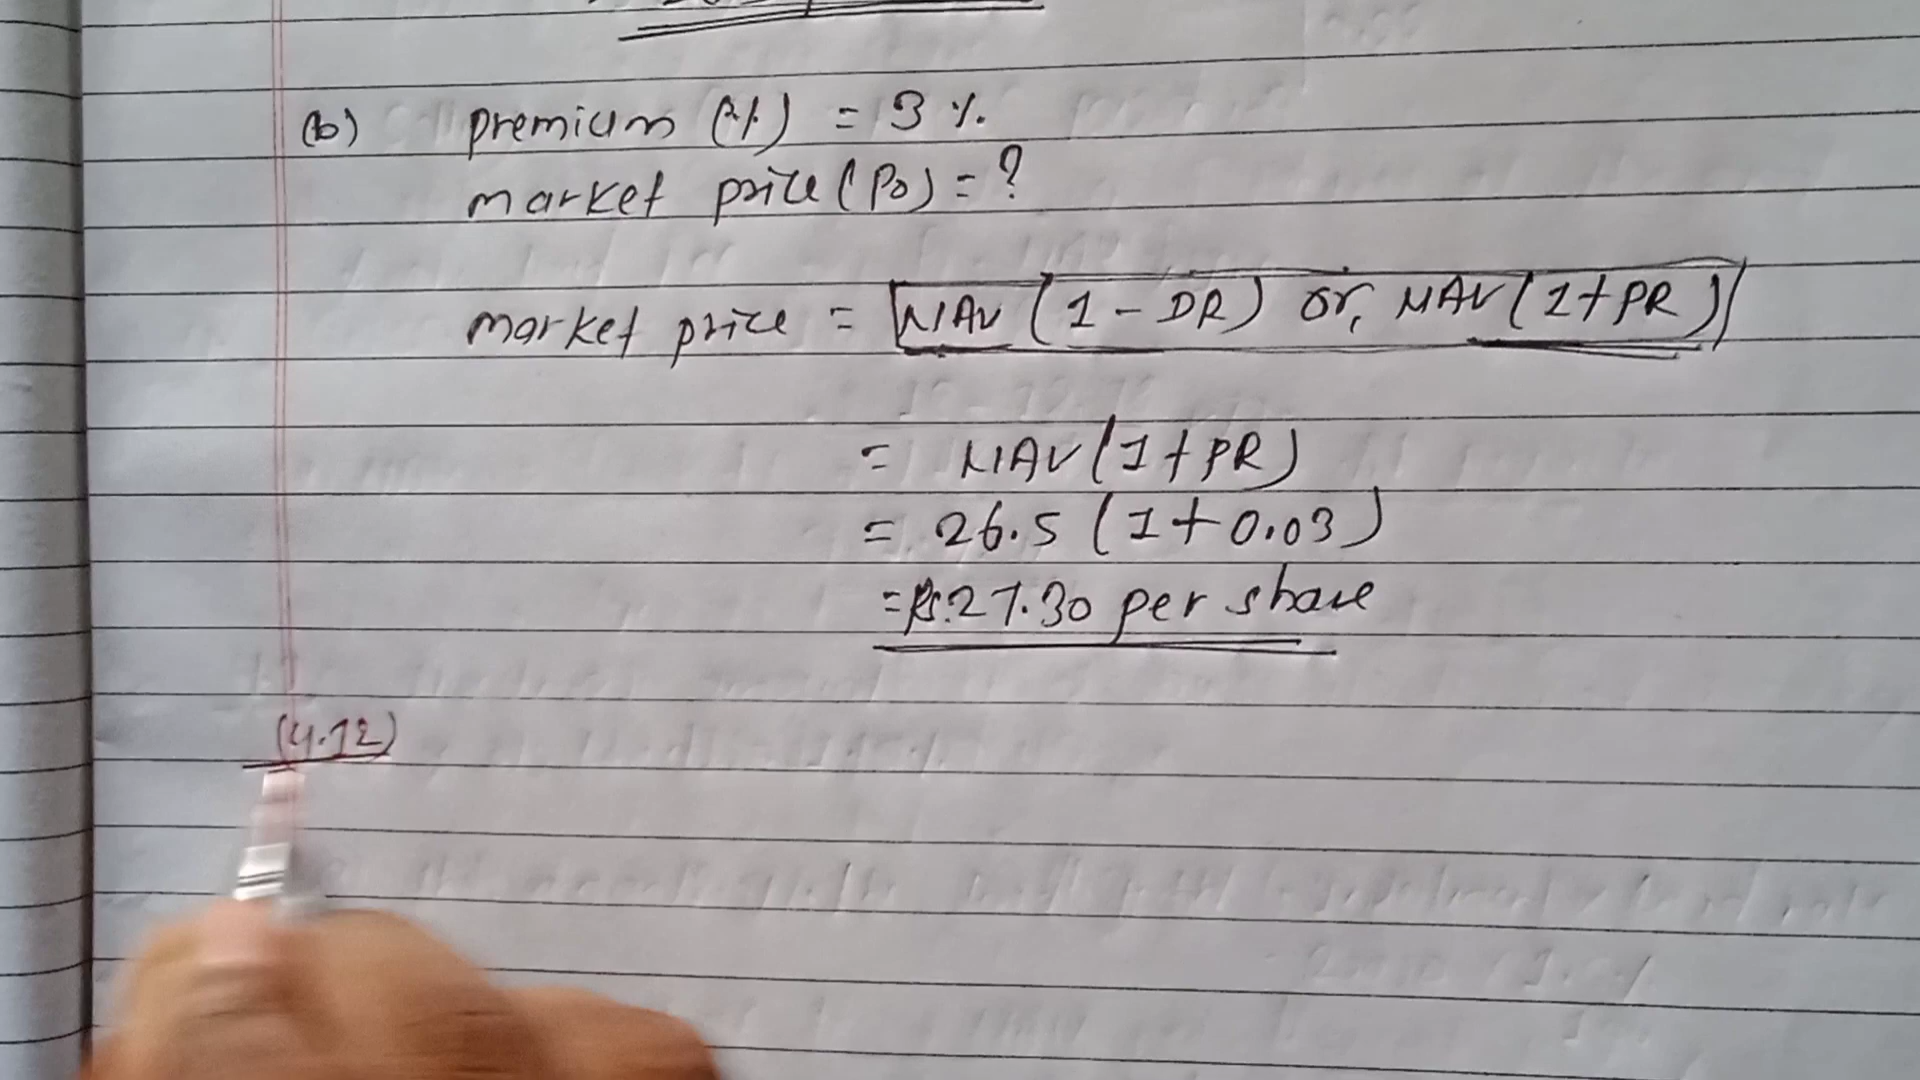 (b) premium (%) = 3 %.
market price (P0) = ?
market price = NAV (1 - DR) or, NAV (1 + PR)
= NAV (1 + PR)
= 26.5 (1 + 0.03)
= Rs. 27.30 per share
(4.12)